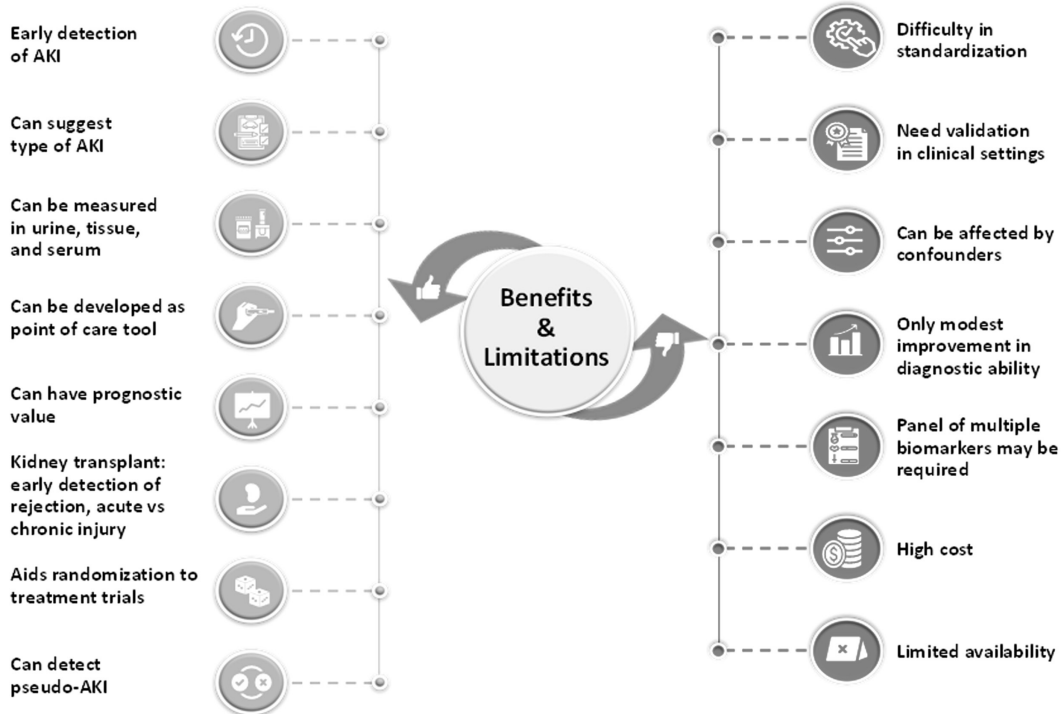 Early detection
of AKI
Can suggest
type of AKI
Can be measured
in urine, tissue,
and serum
Can be developed as
point of care tool
Can have prognostic
value
Kidney transplant:
early detection of
rejection, acute vs
chronic injury
Aids randomization to
treatment trials
Can detect
pseudo-AKI
Benefits
&
Limitations
Difficulty in
standardization
Need validation
in clinical settings
Can be affected by
confounders
Only modest
improvement in
diagnostic ability
Panel of multiple
biomarkers may be
required
High cost
Limited availability